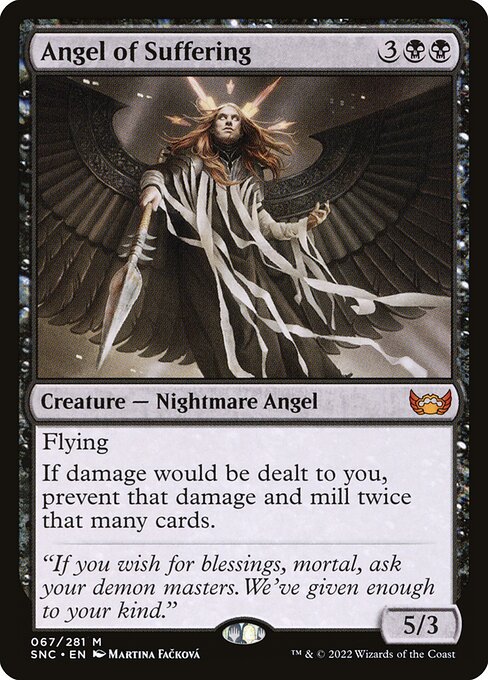 Angel of Suffering 3
Creature — Nightmare Angel
Flying
If damage would be dealt to you,
prevent that damage and mill twice
that many cards.
“If you wish for blessings, mortal, ask
your demon masters. We’ve given enough
to your kind.”
5/3
067/281 M
SNC • EN Martina Fačková
™ & © 2022 Wizards of the Coast